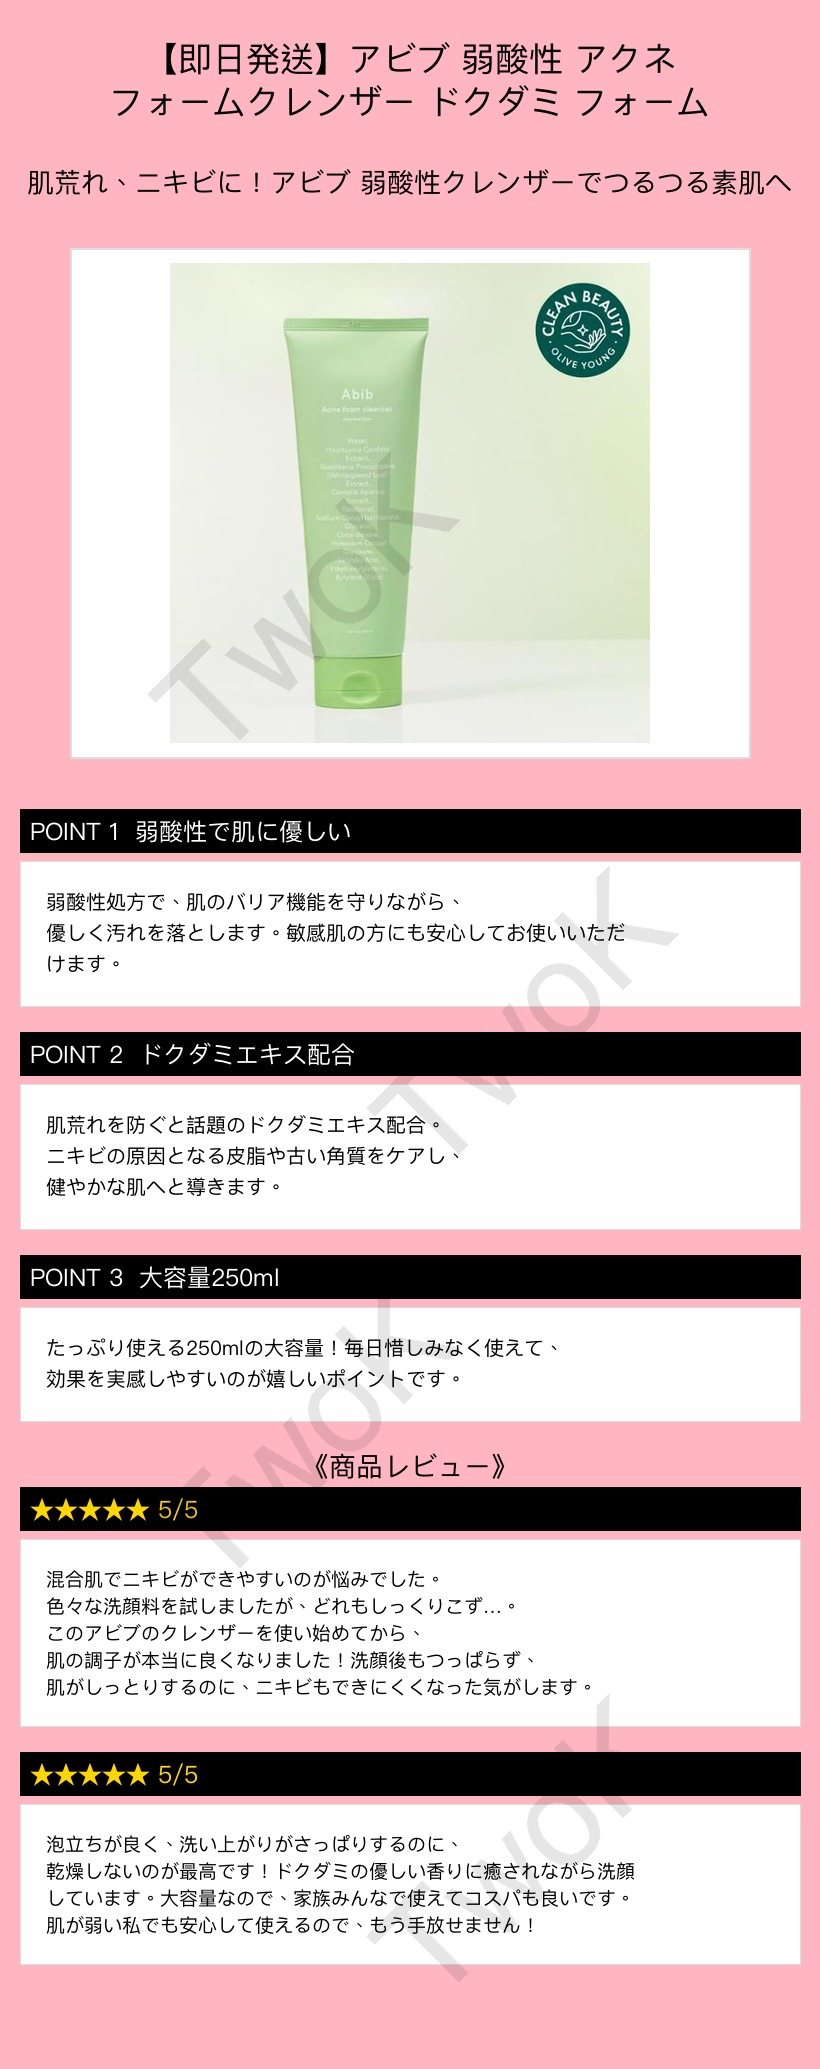 【即日発送】アビブ 弱酸性 アクネ
フォームクレンザー ドクダミ フォーム
肌荒れ、ニキビに！アビブ 弱酸性クレンザーでつるつる素肌へ
CLEAN BEAUTY
OLIVE YOUNG
Abib
Acne foam cleanser
Water,
Houttuynia Cordata
Extract,
Gaultheria Procumbens
(Wintergreen) Leaf
Extract,
Centella Asiatica
Extract,
Panthenol,
Glycerin,
Salicylic Acid,
Ethylhexylglycerin,
Butylene Glycol
TwoK
POINT 1 弱酸性で肌に優しい
弱酸性処方で、肌のバリア機能を守りながら、
優しく汚れを落とします。敏感肌の方にも安心してお使いいただ
けます。
TwoK
POINT 2 ドクダミエキス配合
肌荒れを防ぐと話題のドクダミエキス配合。
ニキビの原因となる皮脂や古い角質をケアし、
健やかな肌へと導きます。
POINT 3 大容量250ml
たっぷり使える250mlの大容量！毎日惜しみなく使えて、
効果を実感しやすいのが嬉しいポイントです。
TwoK
《商品レビュー》
★★★★★ 5/5
混合肌でニキビができやすいのが悩みでした。
色々な洗顔料を試しましたが、どれもしっくりこず…。
このアビブのクレンザーを使い始めてから、
肌の調子が本当に良くなりました！洗顔後もつっぱらず、
肌がしっとりするのに、ニキビもできにくくなった気がします。
★★★★★ 5/5
泡立ちが良く、洗い上がりがさっぱりするのに、
乾燥しないのが最高です！ドクダミの優しい香りに癒されながら洗顔
しています。大容量なので、家族みんなで使えてコスパも良いです。
肌が弱い私でも安心して使えるので、もう手放せません！
TwoK